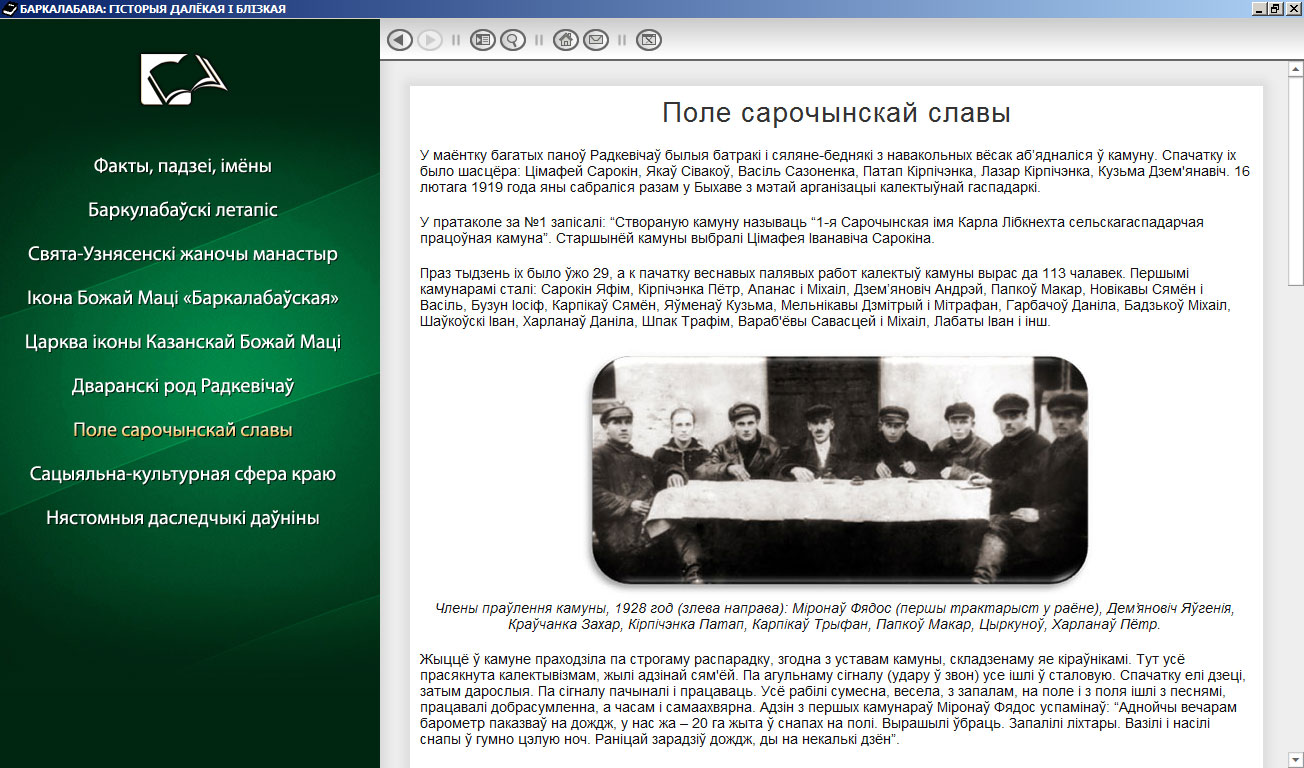 БАРКАЛАБАВА: ГІСТОРЫЯ ДАЛЁКАЯ І БЛІЗКАЯ
Факты, падзеі, імёны
Баркулабаўскі летапіс
Свята-Узнясенскі жаночы манастыр
Ікона Божай Маці «Баркалабаўская»
Царква іконы Казанскай Божай Маці
Дваранскі род Радкевічаў
Поле сарочынскай славы
Сацыяльна-культурная сфера краю
Нястомныя даследчыкі даўніны
Поле сарочынскай славы
У маёнтку багатых паноў Радкевічаў былыя батракі і сяляне-беднякі з навакольных вёсак аб’ядналіся ў камуну. Спачатку іх
было шасцёра: Цімафей Сарокін, Якаў Сівакоў, Васіль Сазоненка, Патап Кірпічэнка, Лазар Кірпічэнка, Кузьма Дзем'янавіч. 16
лютага 1919 года яны сабраліся разам у Быхаве з мэтай арганізацыі калектыўнай гаспадаркі.
У пратаколе за №1 запісалі: “Створаную камуну называць “1-я Сарочынская імя Карла Лібкнехта сельскагаспадарчая
працоўная камуна”. Старшынёй камуны выбралі Цімафея Іванавіча Сарокіна.
Праз тыдзень іх было ўжо 29, а к пачатку веснавых палявых работ калектыў камуны вырас да 113 чалавек. Першымі
камунарамі сталі: Сарокін Яфім, Кірпічэнка Пётр, Апанас і Міхаіл, Дзем’яновіч Андрэй, Папкоў Макар, Новікавы Сямён і
Васіль, Бузун Іосіф, Карпікаў Сямён, Яўменаў Кузьма, Мельнікавы Дзмітрый і Мітрафан, Гарбачоў Даніла, Бадзькоў Міхаіл,
Шаўкоўскі Іван, Харланаў Даніла, Шпак Трафім, Вараб'ёвы Савасцей і Міхаіл, Лабаты Іван і інш.
Члены праўлення камуны, 1928 год (злева направа): Міронаў Фядос (першы трактарыст у раёне), Дем’яновіч Яўгенія,
Краўчанка Захар, Кірпічэнка Патап, Карпікаў Трыфан, Папкоў Макар, Цыркуноў, Харланаў Пётр.
Жыццё ў камуне праходзіла па строгаму распарадку, згодна з уставам камуны, складзенаму яе кіраўнікамі. Тут усё
прасякнута калектывізмам, жылі адзінай сям'ёй. Па агульнаму сігналу (удару ў звон) усе ішлі ў сталовую. Спачатку елі дзеці,
затым дарослыя. Па сігналу пачыналі і працаваць. Усё рабілі сумесна, весела, з запалам, на поле і з поля ішлі з песнямі,
працавалі добрасумленна, а часам і самаахвярна. Адзін з першых камунараў Міронаў Фядос успамінаў: “Аднойчы вечарам
барометр паказваў на дождж, у нас жа – 20 га жыта ў снапах на полі. Вырашылі ўбраць. Запалілі ліхтары. Вазілі і насілі
снапы ў гумно цэлую ноч. Раніцай зарадзіў дождж, ды на некалькі дзён”.